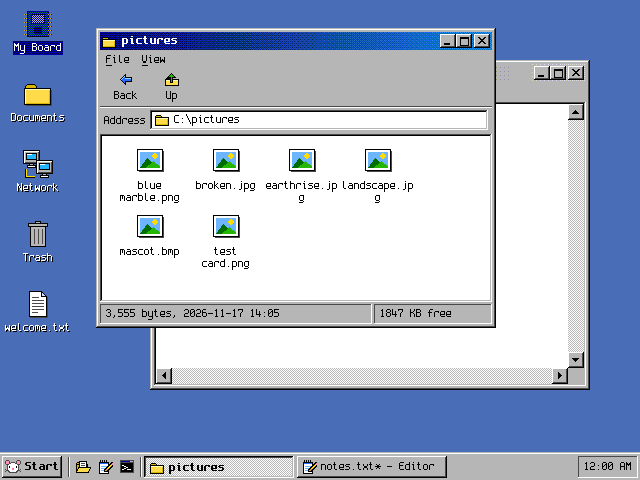 My Board
Documents
Network
Trash
welcome.txt
pictures
File View
Back Up
Address C:\pictures
blue
marble.png
broken.jpg
earthrise.jp
g
landscape.jp
g
mascot.bmp
test
card.png
3,555 bytes, 2026-11-17 14:05
1847 KB free
Start
pictures
notes.txt* - Editor
12:00 AM